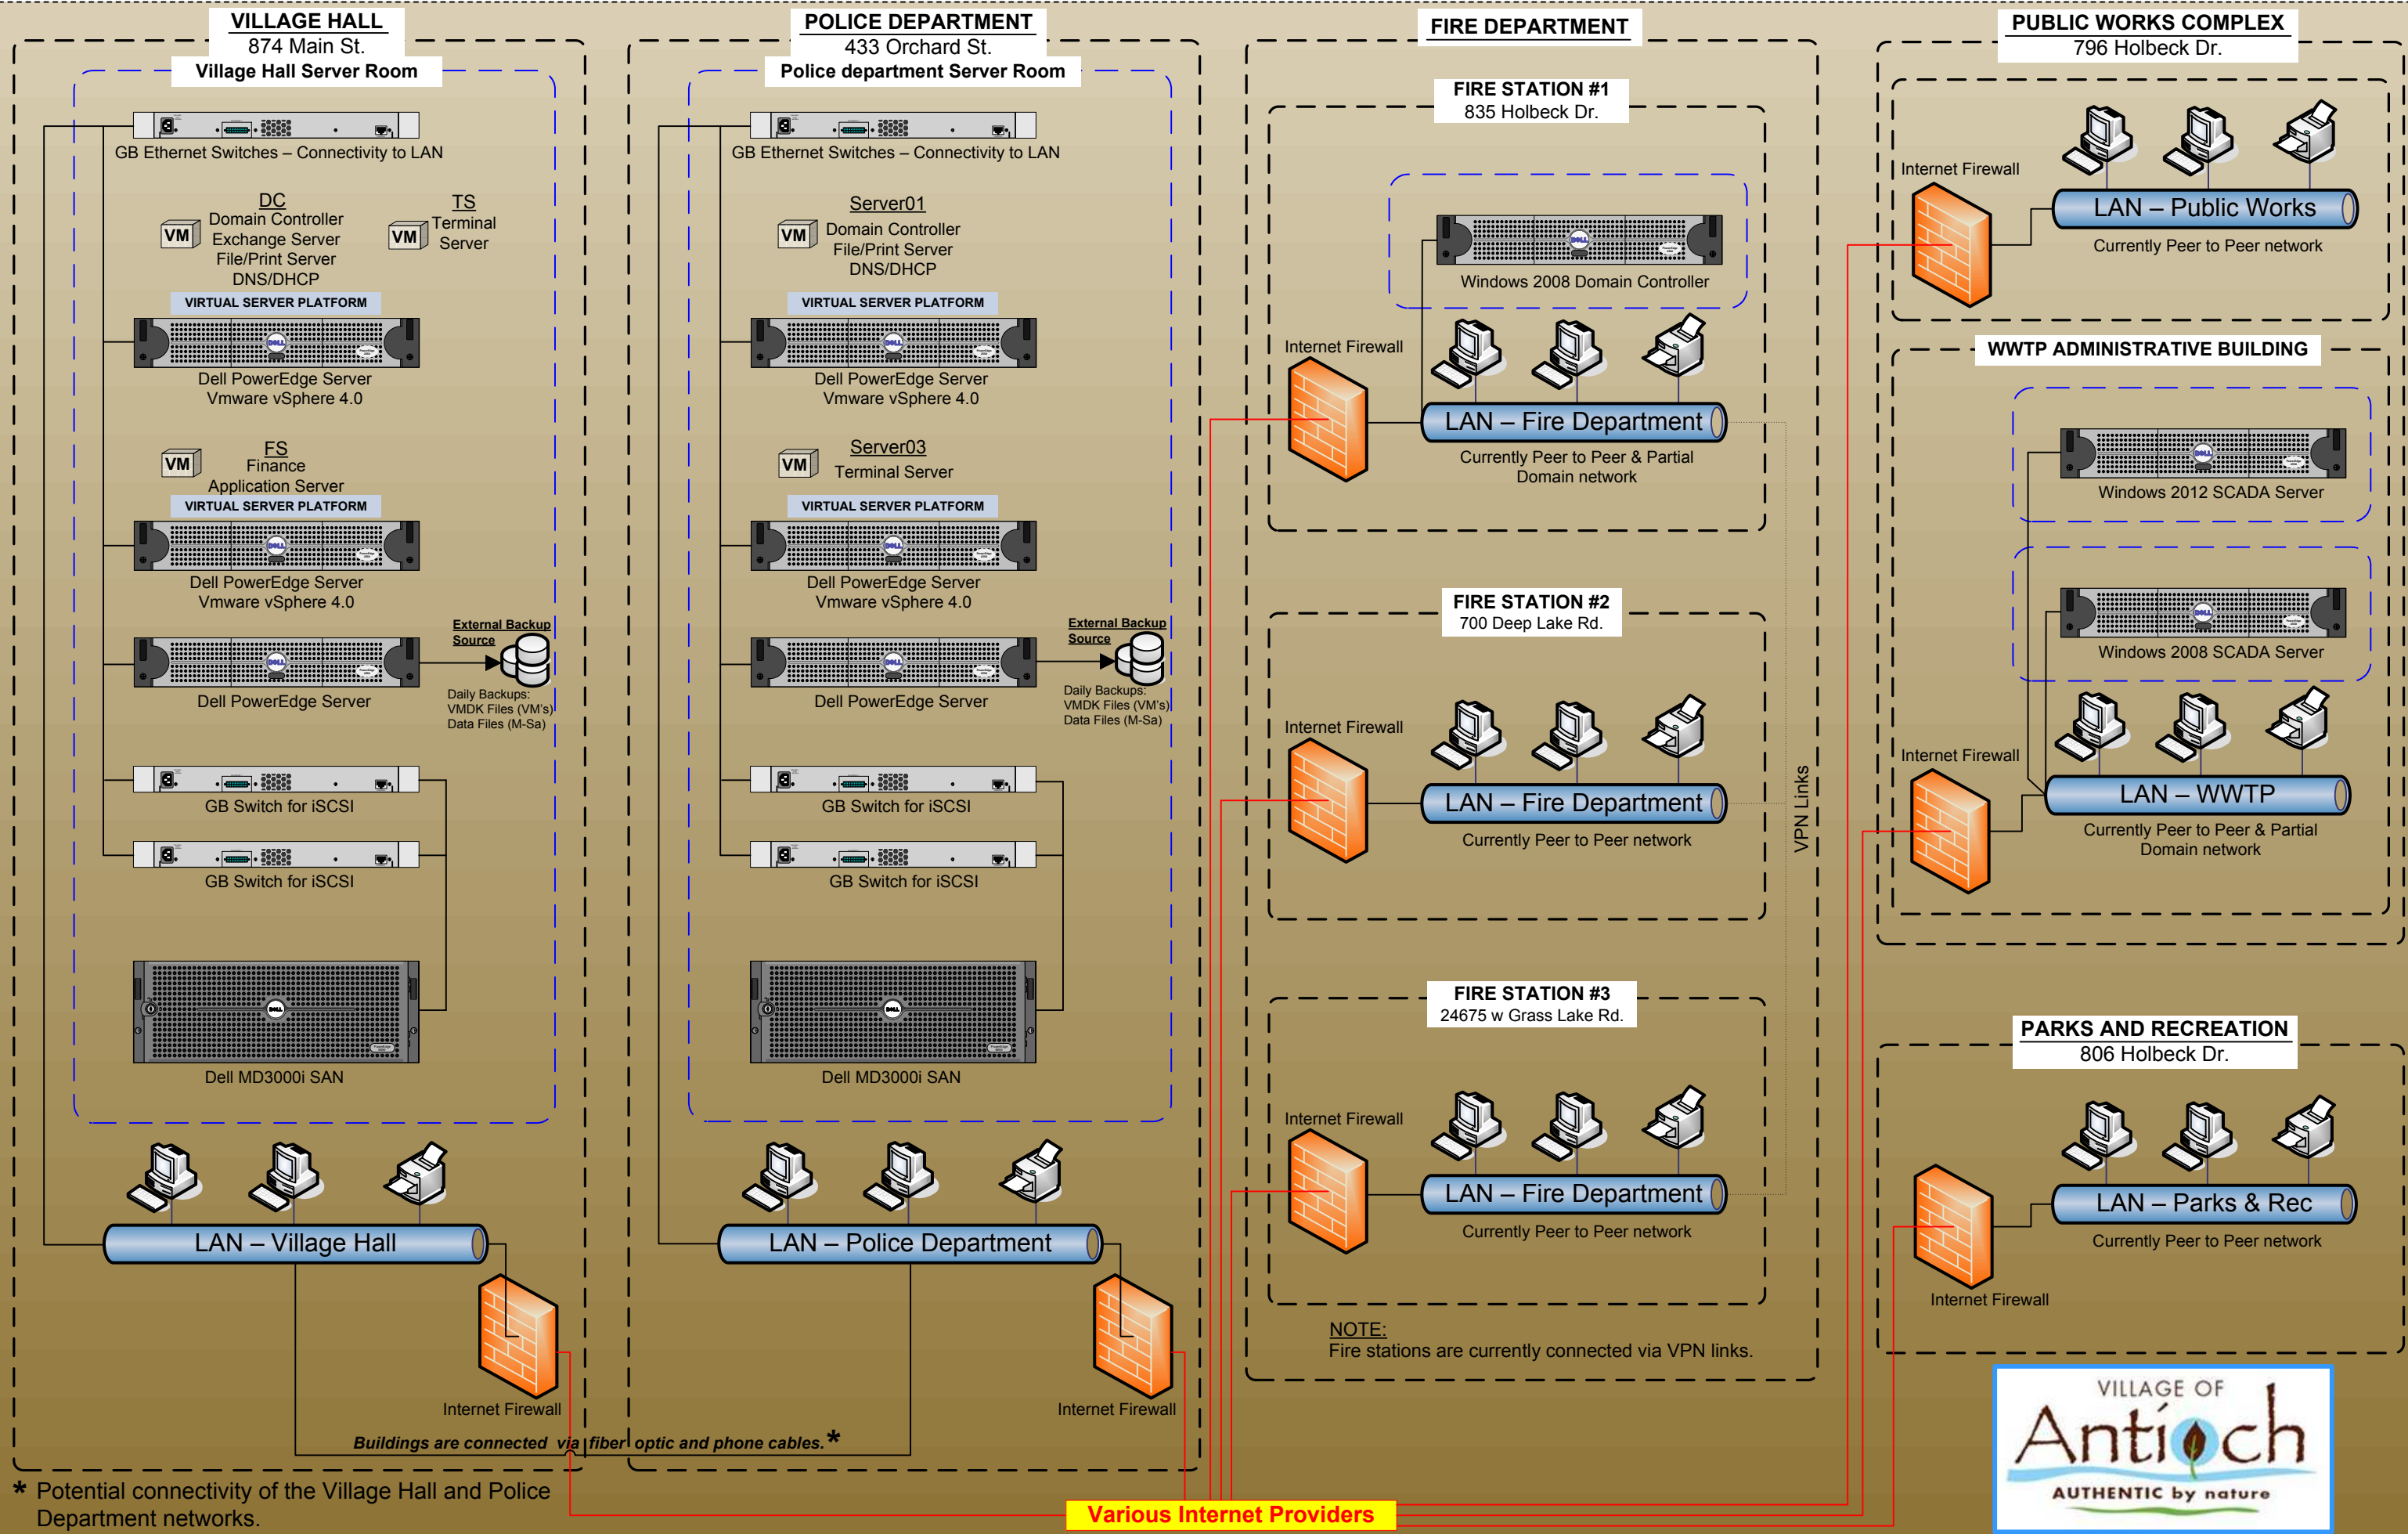 VILLAGE HALL
874 Main St.
Village Hall Server Room
GB Ethernet Switches – Connectivity to LAN
VM
DC
Domain Controller
Exchange Server
File/Print Server
DNS/DHCP
VM
TS
Terminal
Server
VIRTUAL SERVER PLATFORM
DELL
Dell PowerEdge Server
Vmware vSphere 4.0
VM
FS
Finance
Application Server
VIRTUAL SERVER PLATFORM
DELL
Dell PowerEdge Server
Vmware vSphere 4.0
DELL
Dell PowerEdge Server
External Backup
Source
Daily Backups:
VMDK Files (VM's)
Data Files (M-Sa)
GB Switch for iSCSI
GB Switch for iSCSI
DELL
Dell MD3000i SAN
LAN – Village Hall
Internet Firewall
POLICE DEPARTMENT
433 Orchard St.
Police department Server Room
GB Ethernet Switches – Connectivity to LAN
VM
Server01
Domain Controller
File/Print Server
DNS/DHCP
VIRTUAL SERVER PLATFORM
DELL
Dell PowerEdge Server
Vmware vSphere 4.0
VM
Server03
Terminal Server
VIRTUAL SERVER PLATFORM
DELL
Dell PowerEdge Server
Vmware vSphere 4.0
DELL
Dell PowerEdge Server
External Backup
Source
Daily Backups:
VMDK Files (VM's)
Data Files (M-Sa)
GB Switch for iSCSI
GB Switch for iSCSI
DELL
Dell MD3000i SAN
LAN – Police Department
Internet Firewall
Buildings are connected via fiber optic and phone cables.*
* Potential connectivity of the Village Hall and Police
Department networks.
FIRE DEPARTMENT
FIRE STATION #1
835 Holbeck Dr.
DELL
Windows 2008 Domain Controller
Internet Firewall
LAN – Fire Department
Currently Peer to Peer & Partial
Domain network
FIRE STATION #2
700 Deep Lake Rd.
Internet Firewall
LAN – Fire Department
Currently Peer to Peer network
VPN Links
FIRE STATION #3
24675 w Grass Lake Rd.
Internet Firewall
LAN – Fire Department
Currently Peer to Peer network
NOTE:
Fire stations are currently connected via VPN links.
Various Internet Providers
PUBLIC WORKS COMPLEX
796 Holbeck Dr.
Internet Firewall
LAN – Public Works
Currently Peer to Peer network
WWTP ADMINISTRATIVE BUILDING
DELL
Windows 2012 SCADA Server
DELL
Windows 2008 SCADA Server
Internet Firewall
LAN – WWTP
Currently Peer to Peer & Partial
Domain network
PARKS AND RECREATION
806 Holbeck Dr.
LAN – Parks & Rec
Currently Peer to Peer network
Internet Firewall
VILLAGE OF
Antioch
AUTHENTIC by nature